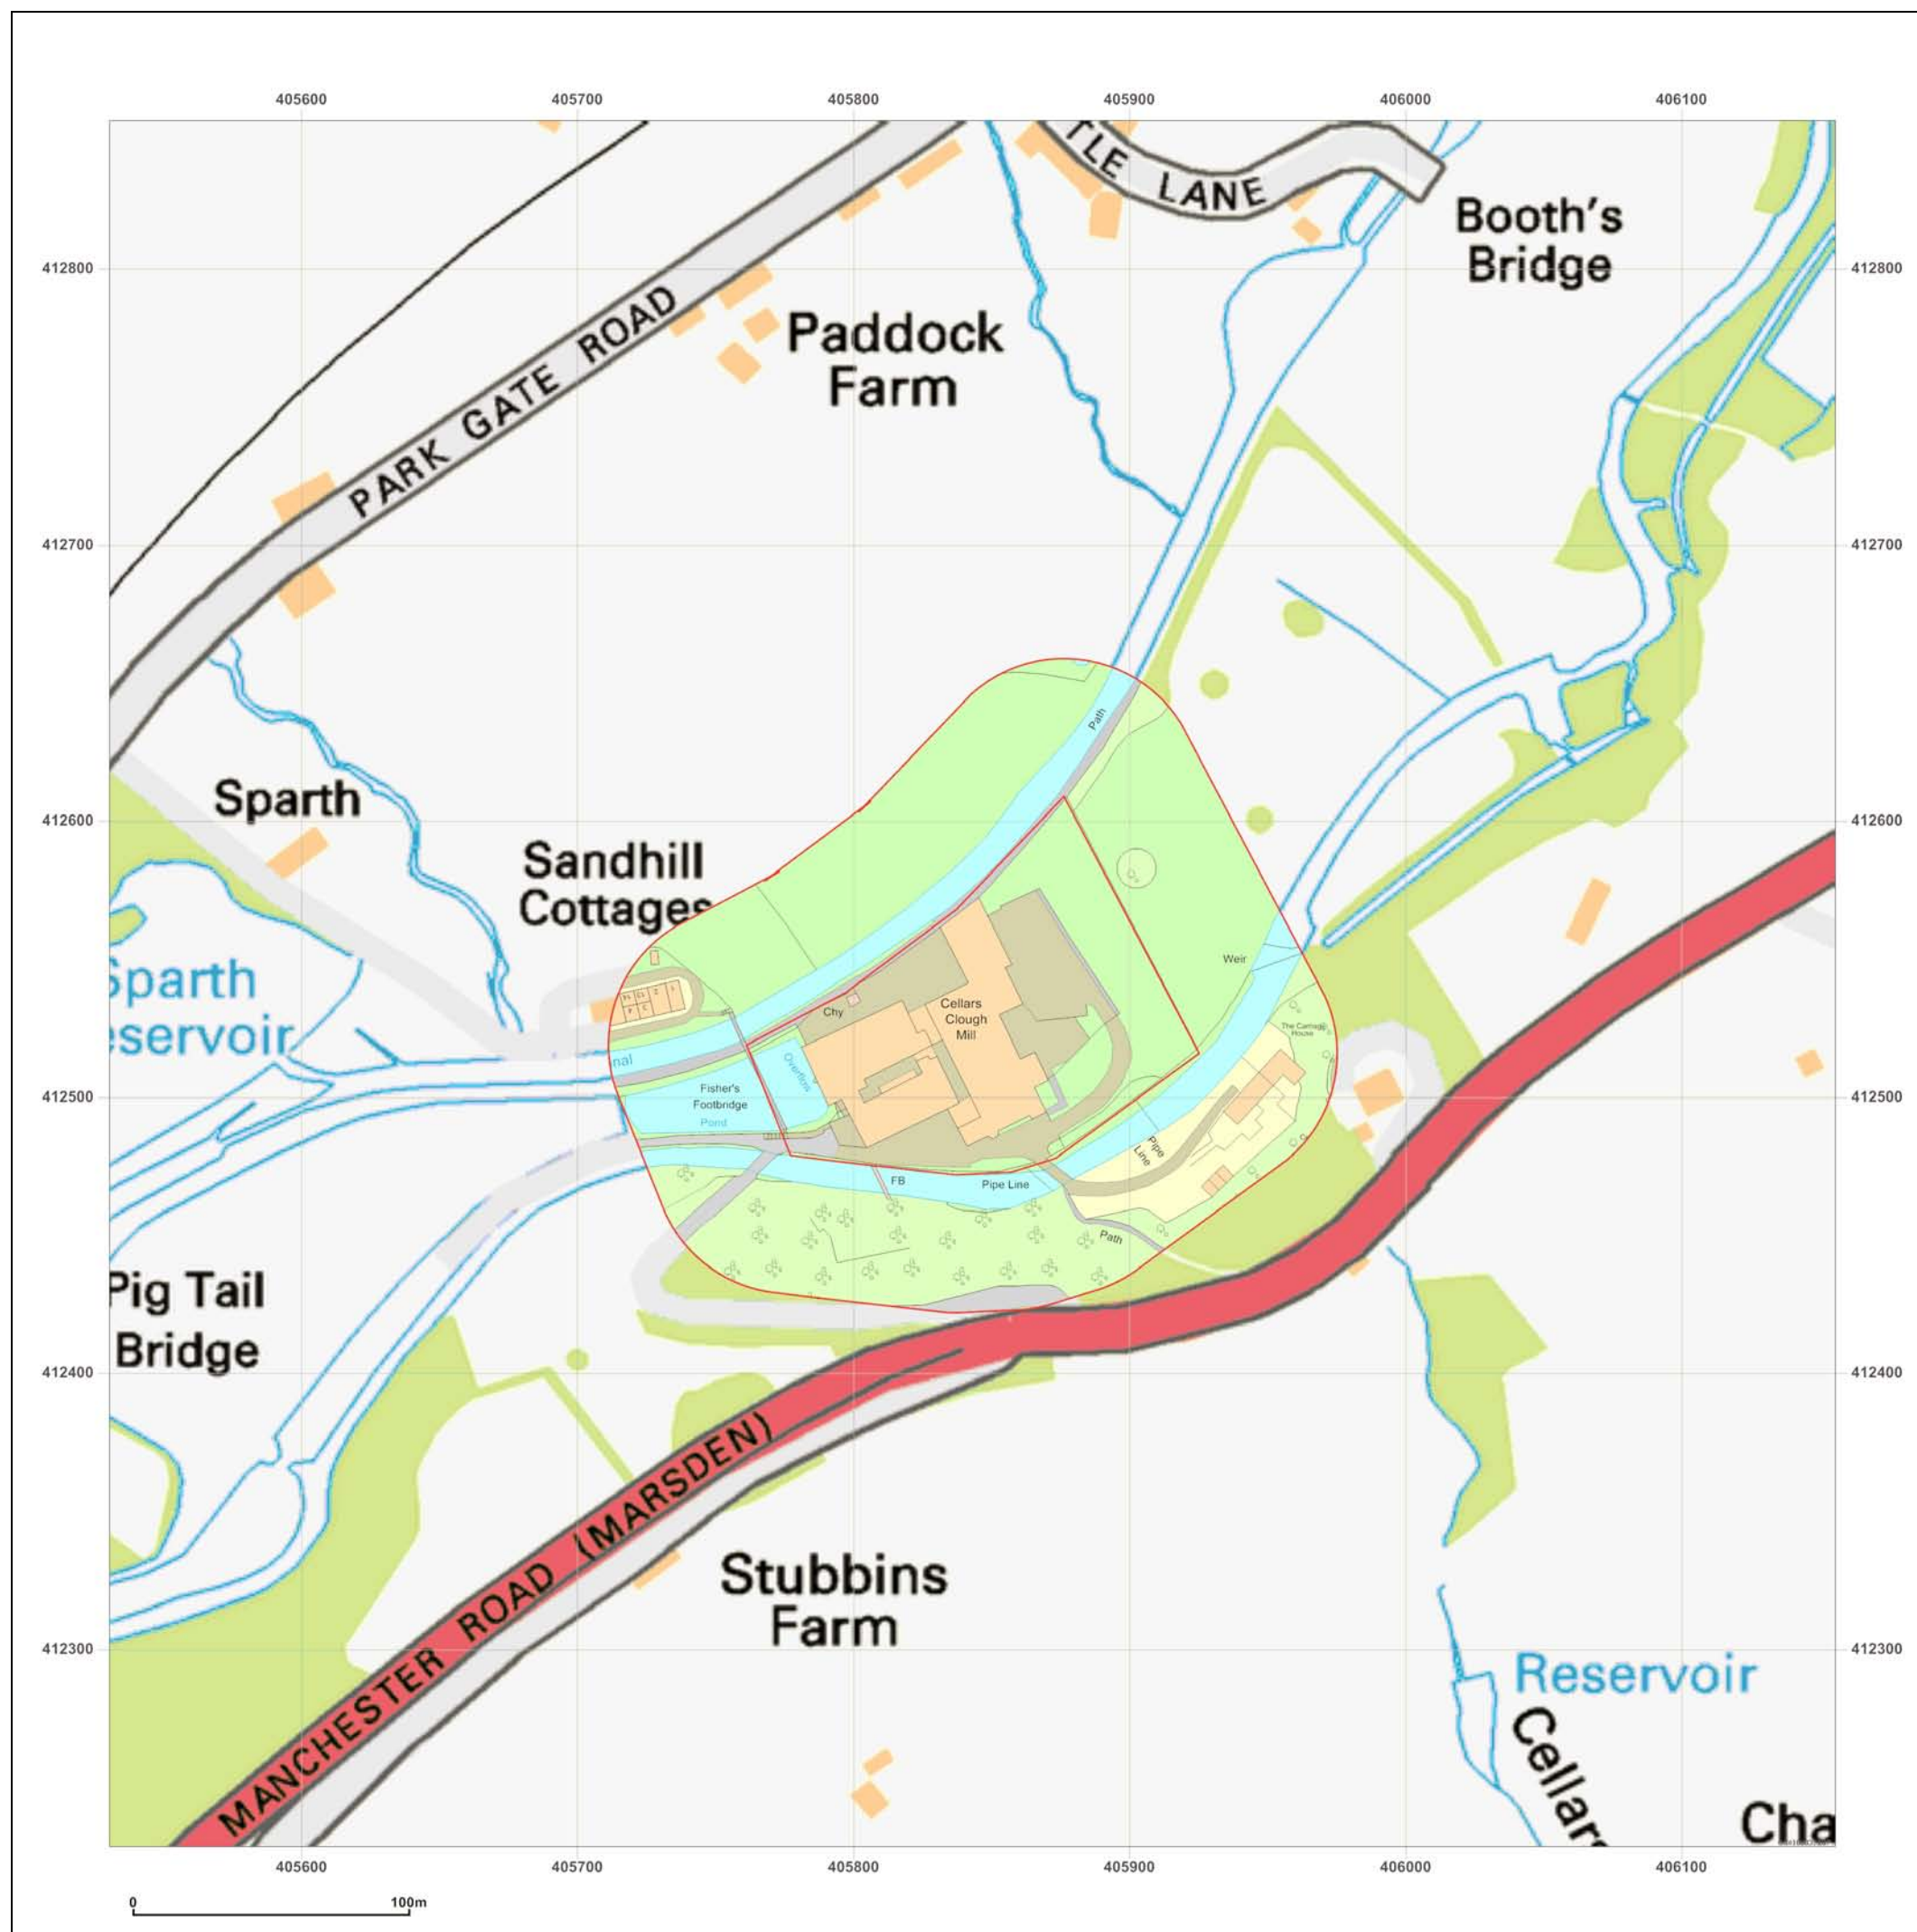 405600 405700 405800 405900 406000 406100
TLE LANE
Booth's
Bridge
412800 412800
PARK GATE ROAD
Paddock
Farm
412700 412700
Path
Sparth
412600 412600
Sandhill
Cottages
Sparth
eservoir
Weir
Cellars
Clough
Mill
Chy
The Carriage
House
nal
Overflow
Fisher's
Footbridge
Pond
412500 412500
Pipe
Line
FB
Pipe Line
Path
Pig Tail
Bridge
412400 412400
MANCHESTER ROAD (MARSDEN)
Stubbins
Farm
412300 412300
Reservoir
Cellars
Cha
405600 405700 405800 405900 406000 406100
0 100m